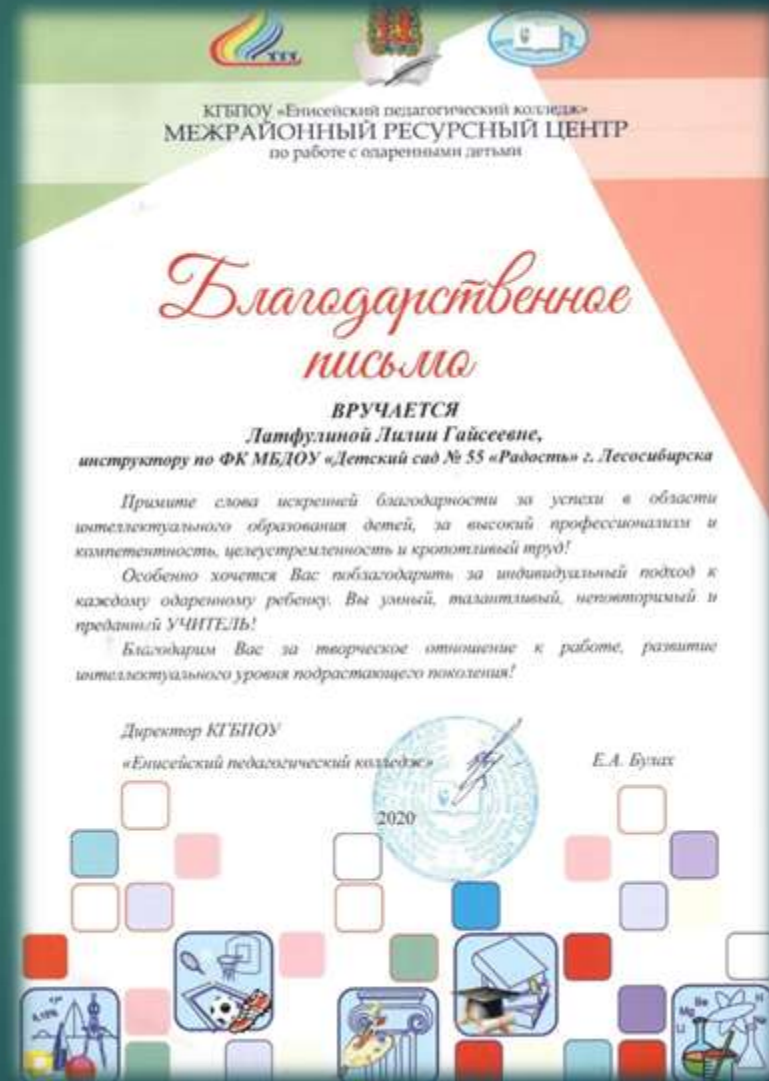 КГБПОУ «Енисейский педагогический колледж»
МЕЖРАЙОННЫЙ РЕСУРСНЫЙ ЦЕНТР
по работе с одаренными детьми
Благодарственное
письмо
ВРУЧАЕТСЯ
Латфулиной Лилии Гайсеевне,
инструктору по ФК МБДОУ «Детский сад № 55 «Радость» г. Лесосибирска
Примите слова искренней благодарности за успехи в области
интеллектуального образования детей, за высокий профессионализм и
компетентность, целеустремленность и кропотливый труд!
Особенно хочется Вас поблагодарить за индивидуальный подход к
каждому одаренному ребенку. Вы умный, талантливый, неповторимый и
преданный УЧИТЕЛЬ!
Благодарим Вас за творческое отношение к работе, развитие
интеллектуального уровня подрастающего поколения!
Директор КГБПОУ
«Енисейский педагогический колледж» Е.А. Булах
2020